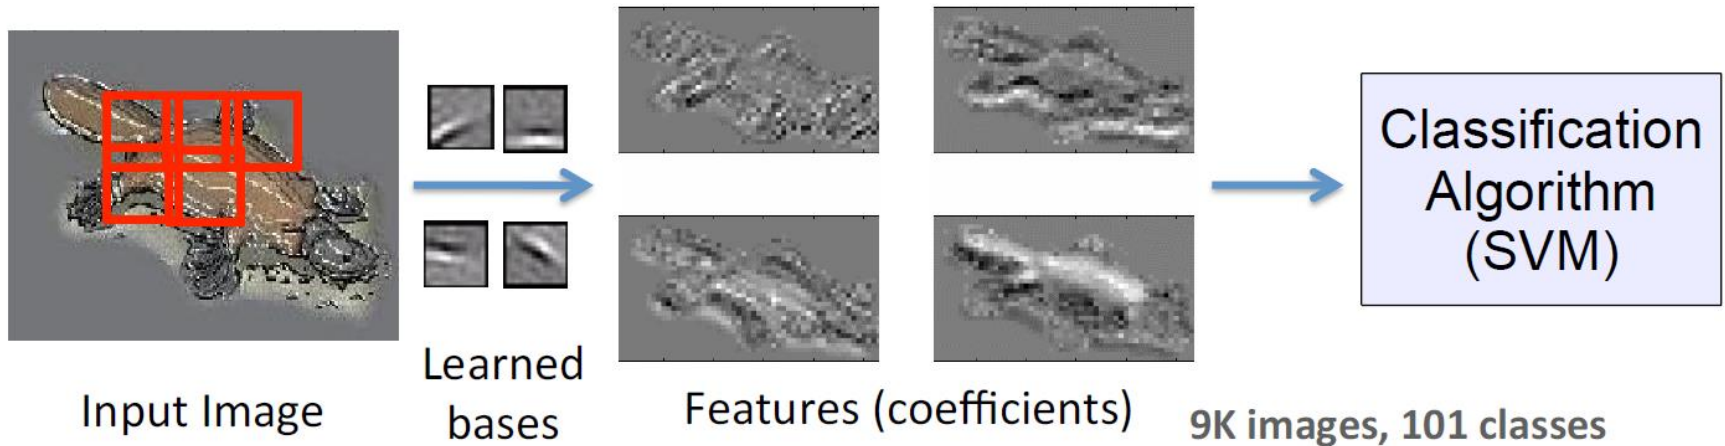 Input Image
Learned
bases
Features (coefficients)
Classification
Algorithm
(SVM)
9K images, 101 classes